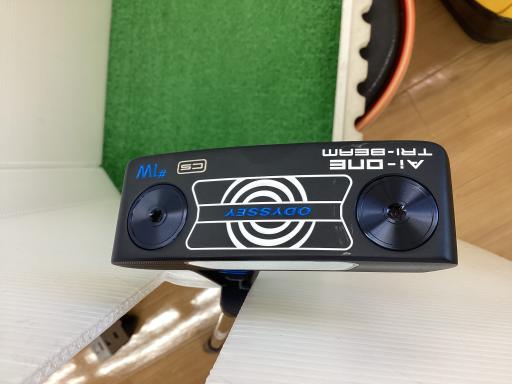 Ai-ONE
TRI-BEAM
ODYSSEY
CS
#1W